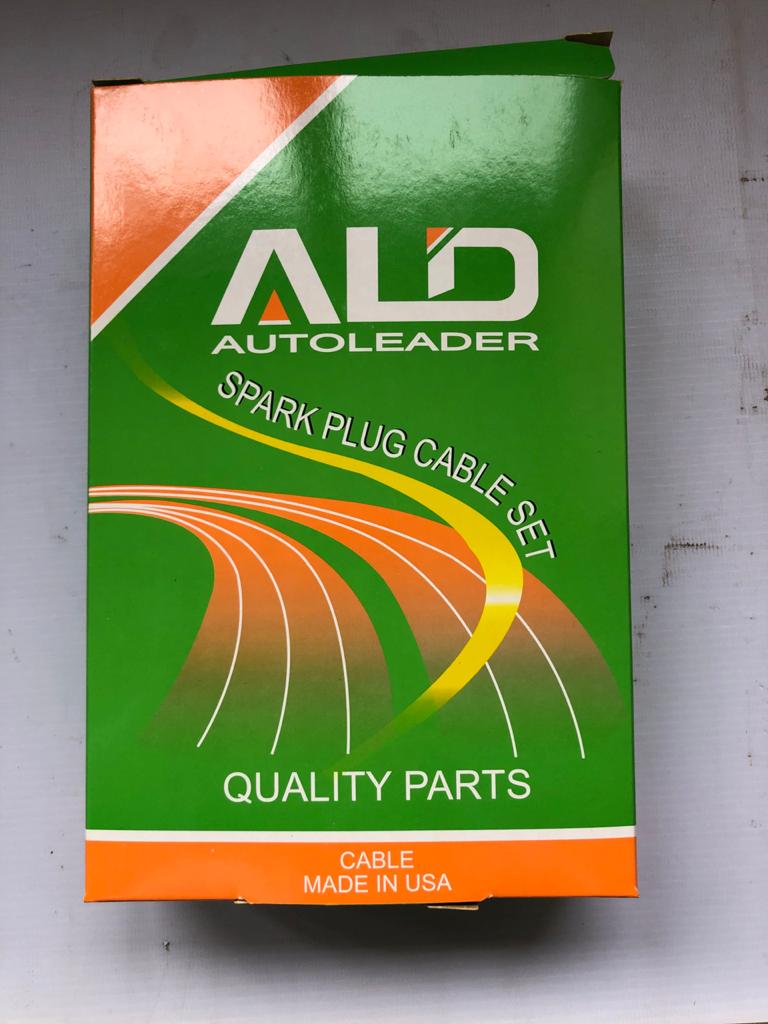 ALD
AUTOLEADER
SPARK PLUG CABLE SET
QUALITY PARTS
CABLE
MADE IN USA